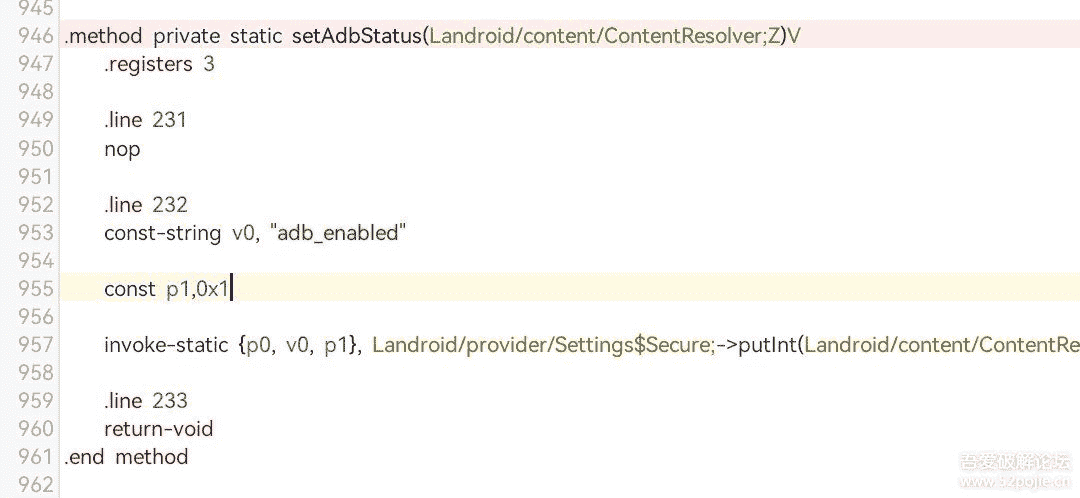 945
946 .method private static setAdbStatus(Landroid/content/ContentResolver;Z)V
947 .registers 3
948
949 .line 231
950 nop
951
952 .line 232
953 const-string v0, "adb_enabled"
954
955 const p1,0x1
956
957 invoke-static {p0, v0, p1}, Landroid/provider/Settings$Secure;->putInt(Landroid/content/ContentRe
958
959 .line 233
960 return-void
961 .end method
962
吾爱破解论坛
www.52pojie.cn